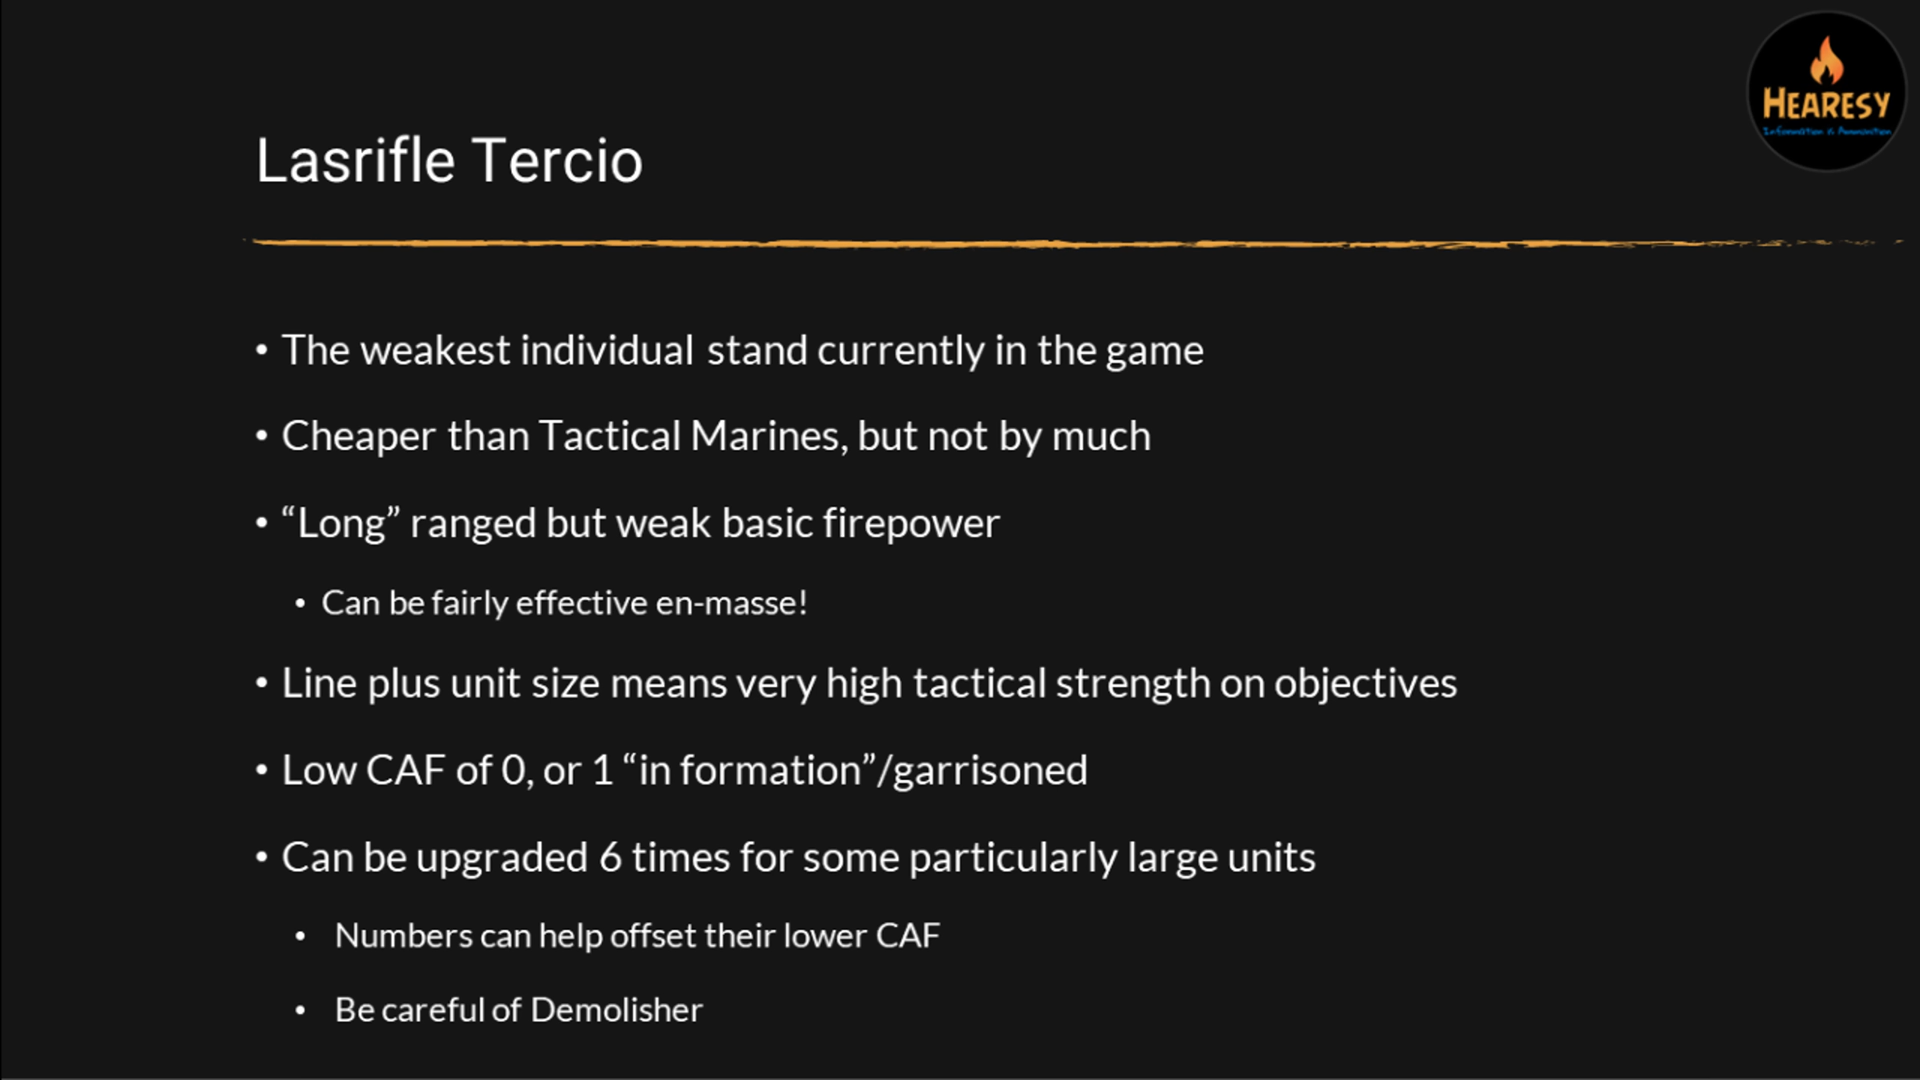 HEARESY
Information & Ammunition
Lasrifle Tercio
• The weakest individual stand currently in the game
• Cheaper than Tactical Marines, but not by much
• “Long” ranged but weak basic firepower
• Can be fairly effective en-masse!
• Line plus unit size means very high tactical strength on objectives
• Low CAF of 0, or 1 “in formation”/garrisoned
• Can be upgraded 6 times for some particularly large units
• Numbers can help offset their lower CAF
• Be careful of Demolisher